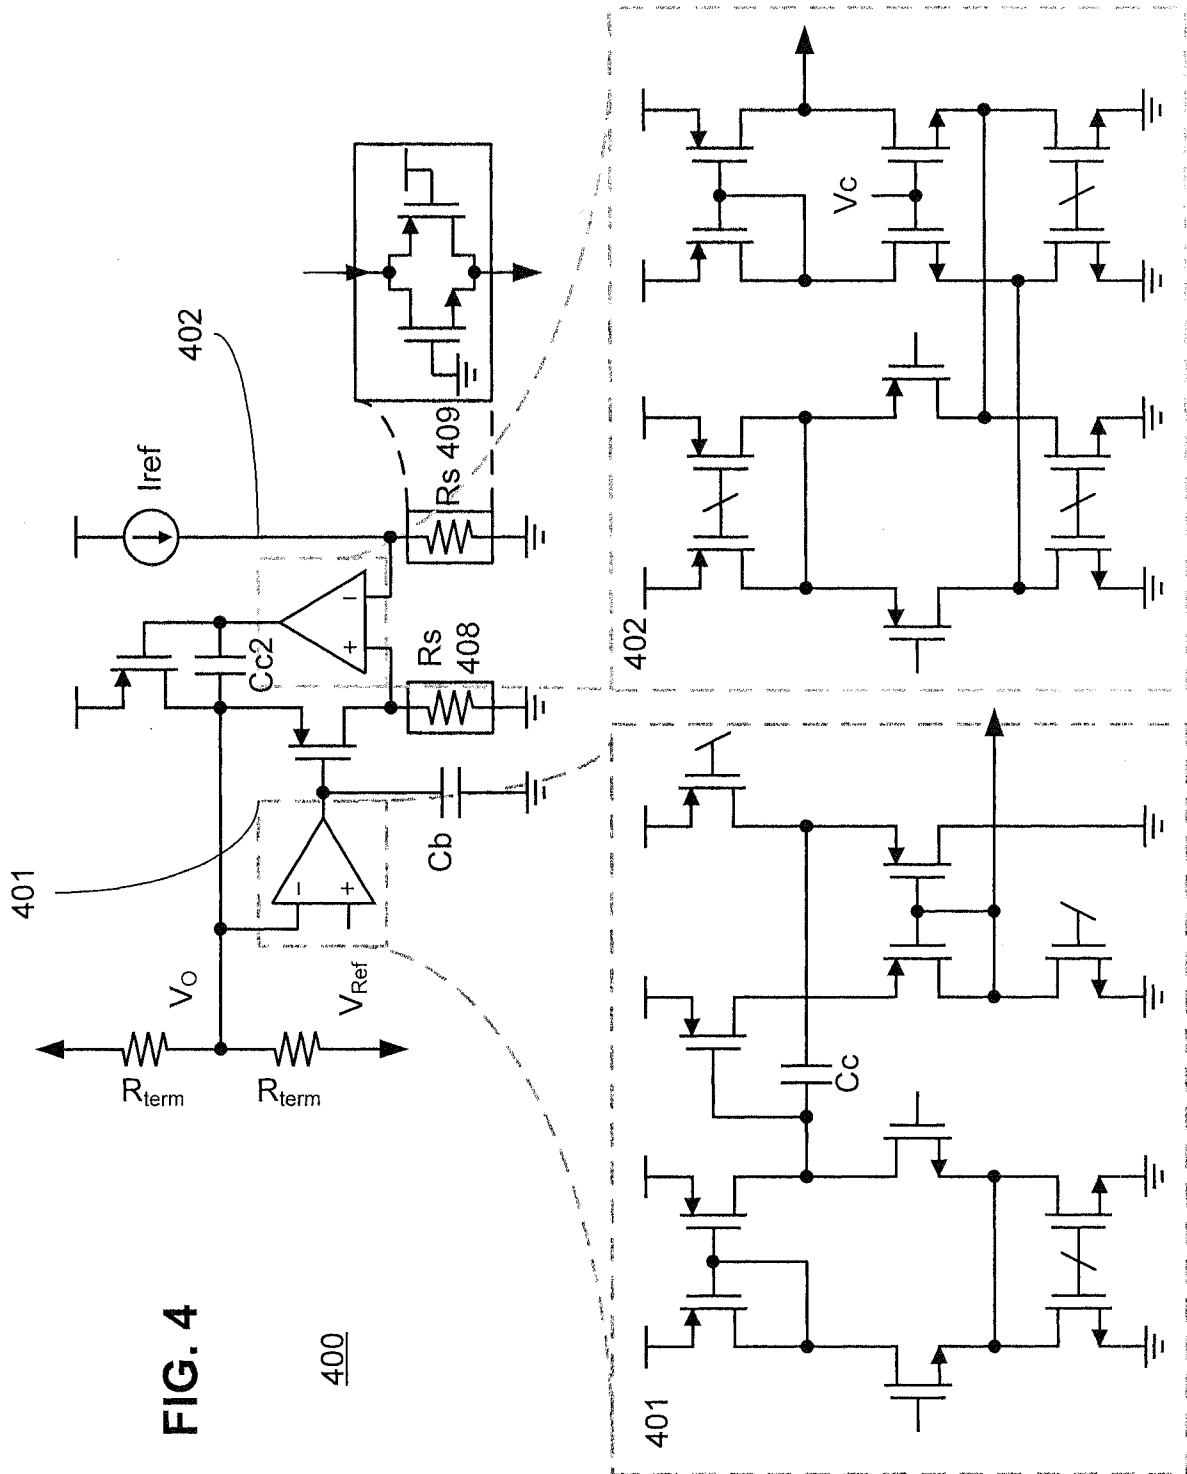 FIG. 4
400
401
402
Iref
Rs 409
Rs
408
Cc2
Cb
+
−
−
+
VO
VRef
Rterm
Rterm
401
Cc
402
Vc